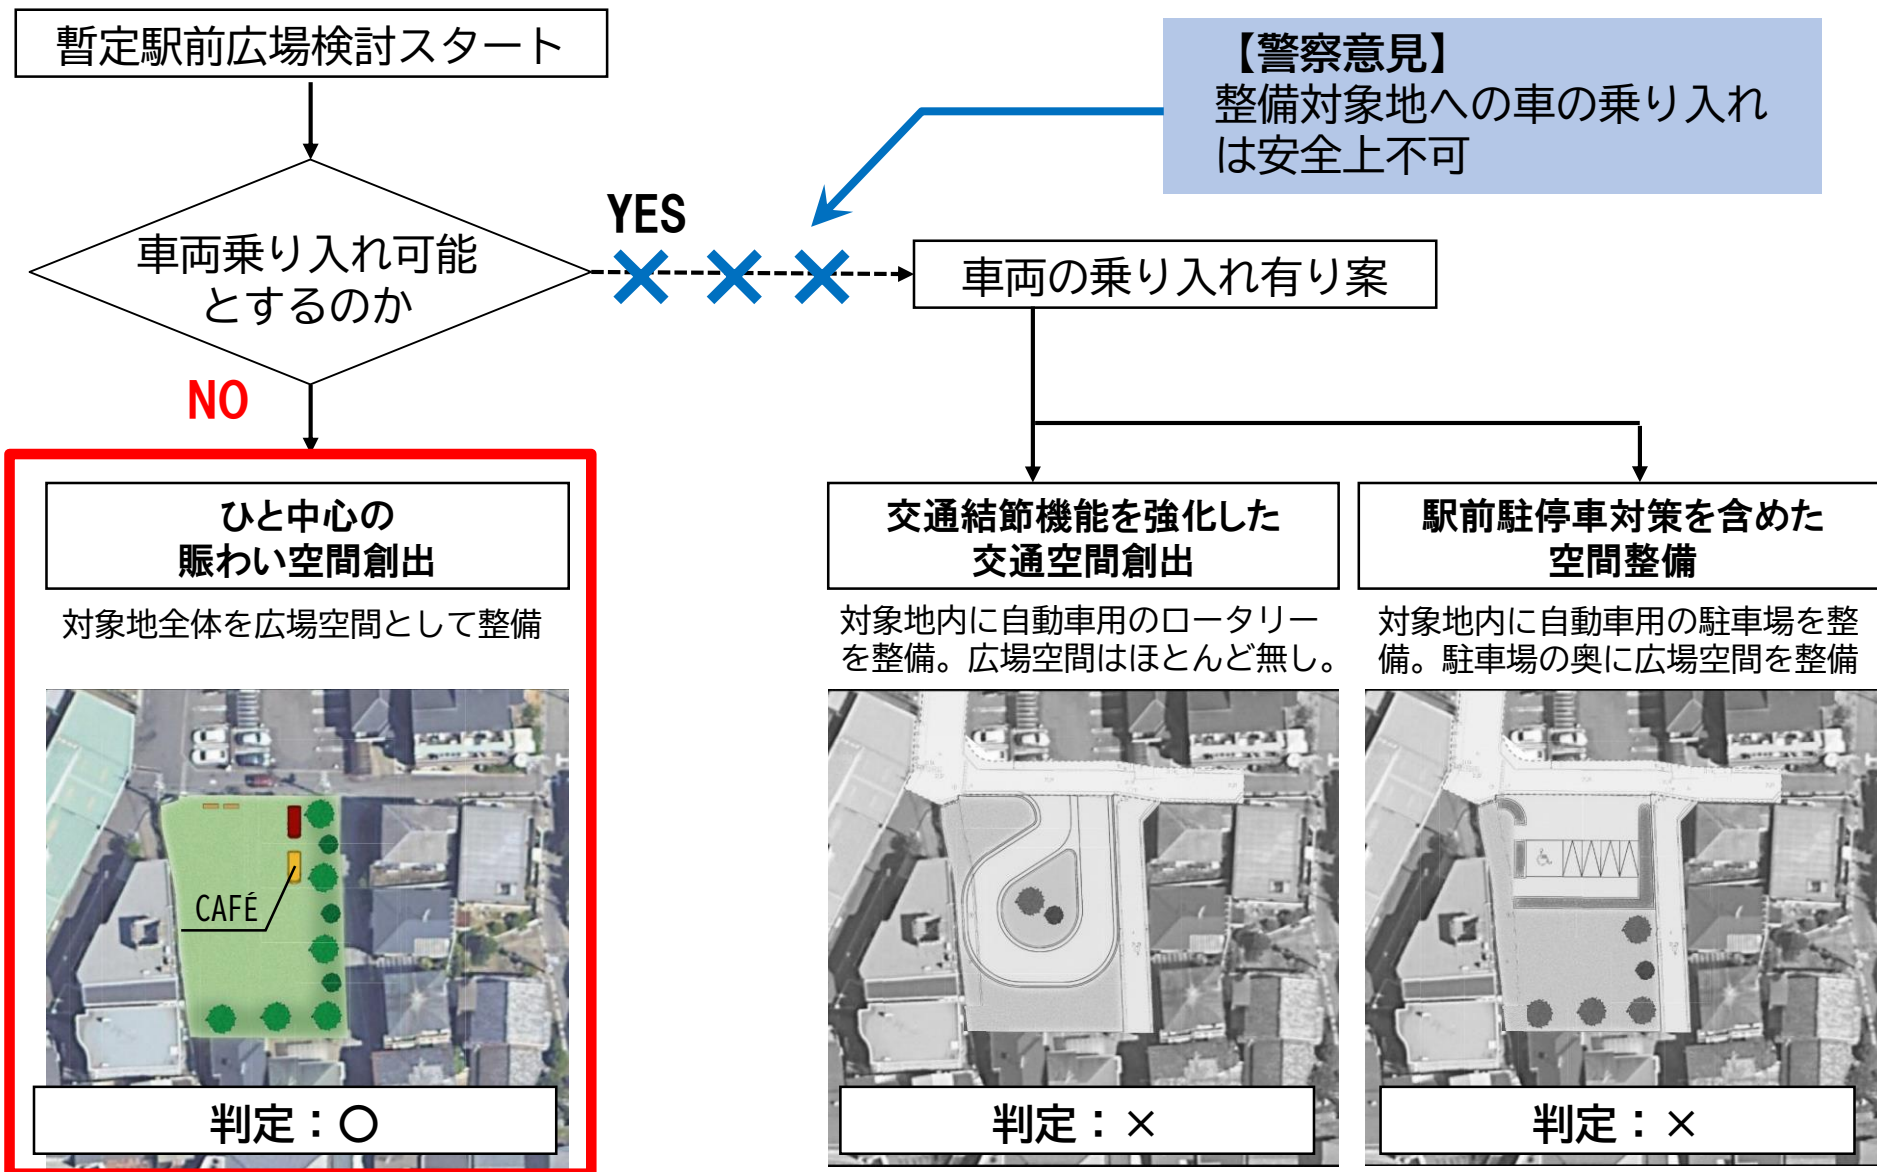 暫定駅前広場検討スタート
【警察意見】
整備対象地への車の乗り入れ
は安全上不可
車両乗り入れ可能
とするのか
YES
車両の乗り入れ有り案
NO
ひと中心の
賑わい空間創出
対象地全体を広場空間として整備
CAFÉ
判定：〇
交通結節機能を強化した
交通空間創出
対象地内に自動車用のロータリー
を整備。広場空間はほとんど無し。
判定：×
駅前駐停車対策を含めた
空間整備
対象地内に自動車用の駐車場を整
備。駐車場の奥に広場空間を整備
判定：×